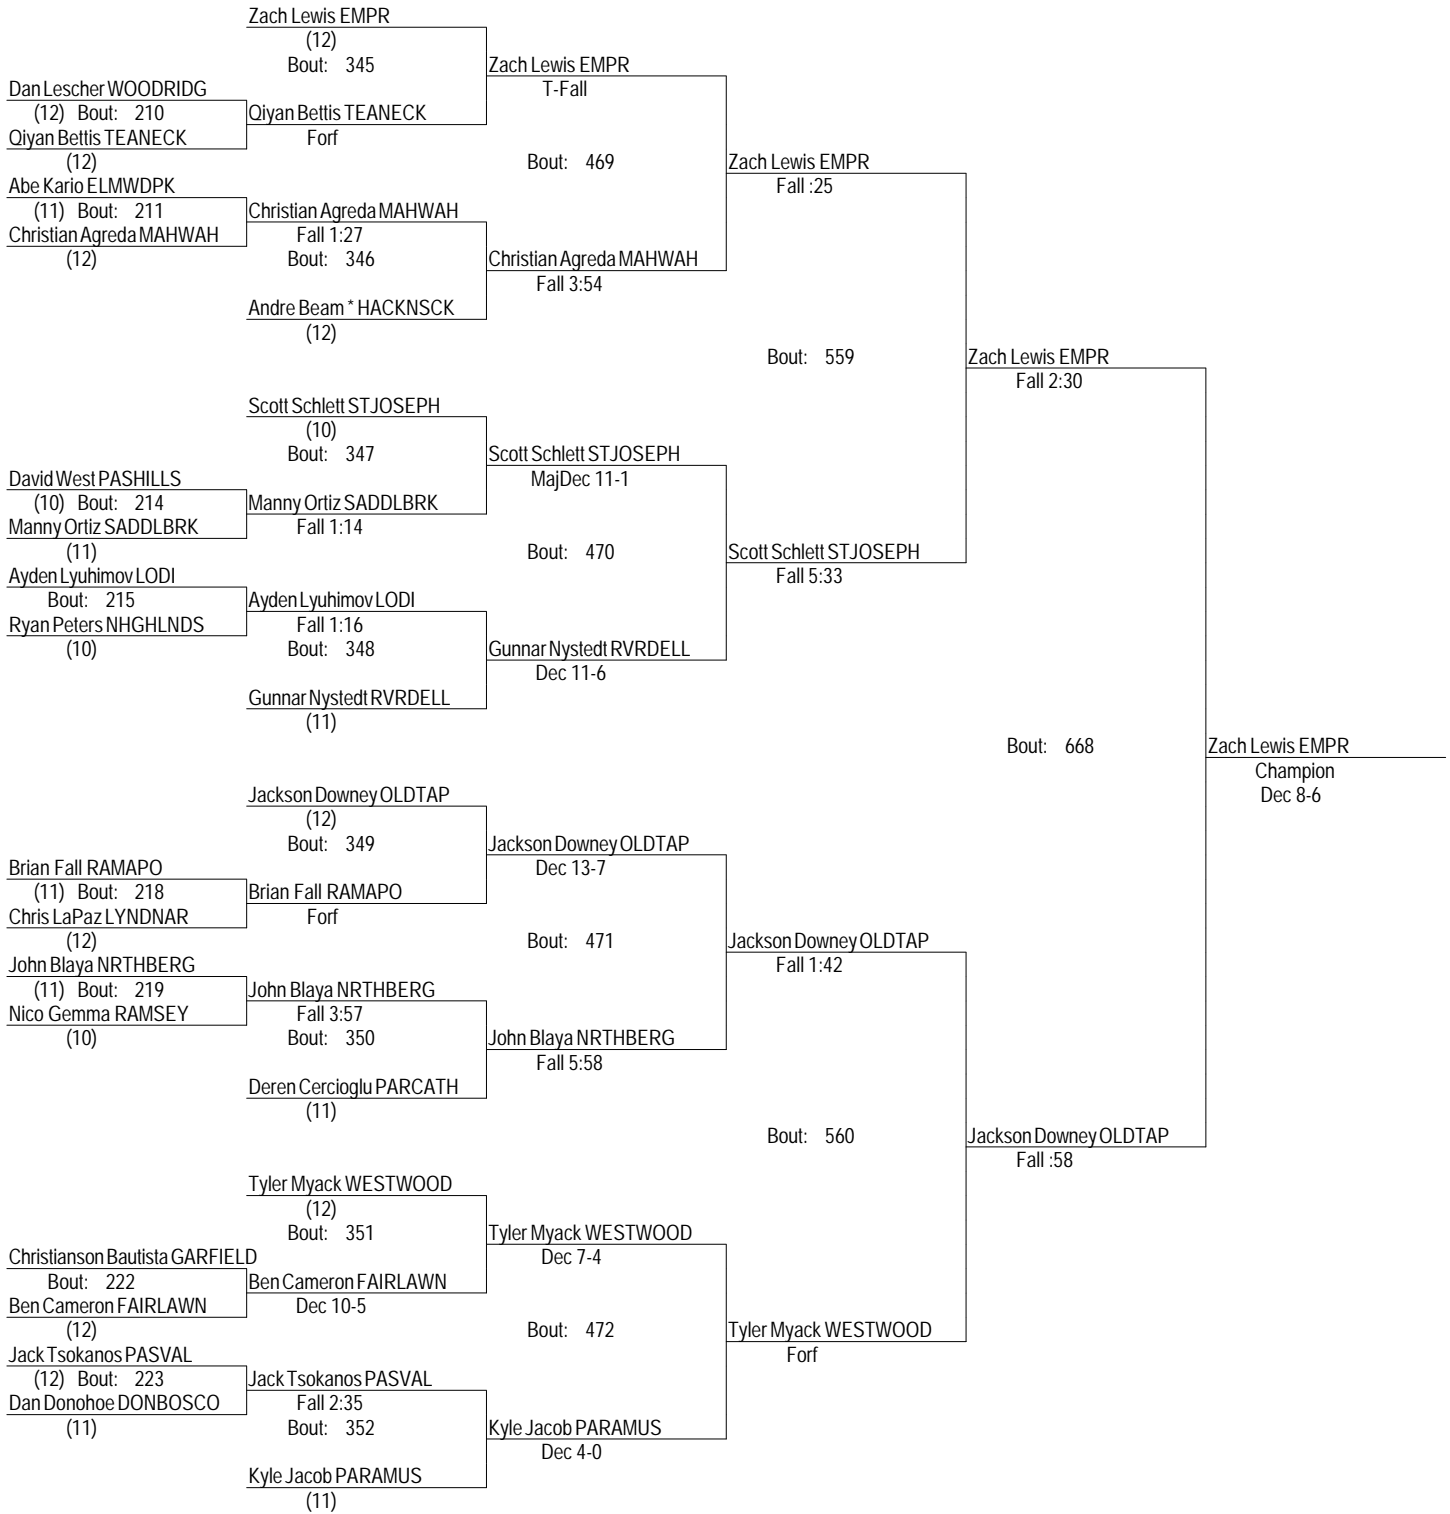 Zach Lewis EMPR
(12)
Bout: 345
Zach Lewis EMPR
T-Fall
Dan Lescher WOODRIDG
(12) Bout: 210
Qiyan Bettis TEANECK
Qiyan Bettis TEANECK
Forf
(12)
Bout: 469
Zach Lewis EMPR
Fall :25
Abe Kario ELMWDPK
(11) Bout: 211
Christian Agreda MAHWAH
Christian Agreda MAHWAH
Fall 1:27
(12)
Bout: 346
Christian Agreda MAHWAH
Fall 3:54
Andre Beam * HACKNSCK
(12)
Bout: 559
Zach Lewis EMPR
Fall 2:30
Scott Schlett STJOSEPH
(10)
Bout: 347
Scott Schlett STJOSEPH
MajDec 11-1
David West PASHILLS
(10) Bout: 214
Manny Ortiz SADDLBRK
Manny Ortiz SADDLBRK
Fall 1:14
(11)
Bout: 470
Scott Schlett STJOSEPH
Fall 5:33
Ayden Lyuhimov LODI
Bout: 215
Ayden Lyuhimov LODI
Ryan Peters NHGHLNDS
Fall 1:16
(10)
Bout: 348
Gunnar Nystedt RVRDELL
Dec 11-6
Gunnar Nystedt RVRDELL
(11)
Bout: 668
Zach Lewis EMPR
Champion
Dec 8-6
Jackson Downey OLDTAP
(12)
Bout: 349
Jackson Downey OLDTAP
Dec 13-7
Brian Fall RAMAPO
(11) Bout: 218
Brian Fall RAMAPO
Chris LaPaz LYNDNAR
Forf
(12)
Bout: 471
Jackson Downey OLDTAP
Fall 1:42
John Blaya NRTHBERG
(11) Bout: 219
John Blaya NRTHBERG
Nico Gemma RAMSEY
Fall 3:57
(10)
Bout: 350
John Blaya NRTHBERG
Fall 5:58
Deren Cercioglu PARCATH
(11)
Bout: 560
Jackson Downey OLDTAP
Fall :58
Tyler Myack WESTWOOD
(12)
Bout: 351
Tyler Myack WESTWOOD
Dec 7-4
Christianson Bautista GARFIELD
Bout: 222
Ben Cameron FAIRLAWN
Ben Cameron FAIRLAWN
Dec 10-5
(12)
Bout: 472
Tyler Myack WESTWOOD
Forf
Jack Tsokanos PASVAL
(12) Bout: 223
Jack Tsokanos PASVAL
Dan Donohoe DONBOSCO
Fall 2:35
(11)
Bout: 352
Kyle Jacob PARAMUS
Dec 4-0
Kyle Jacob PARAMUS
(11)